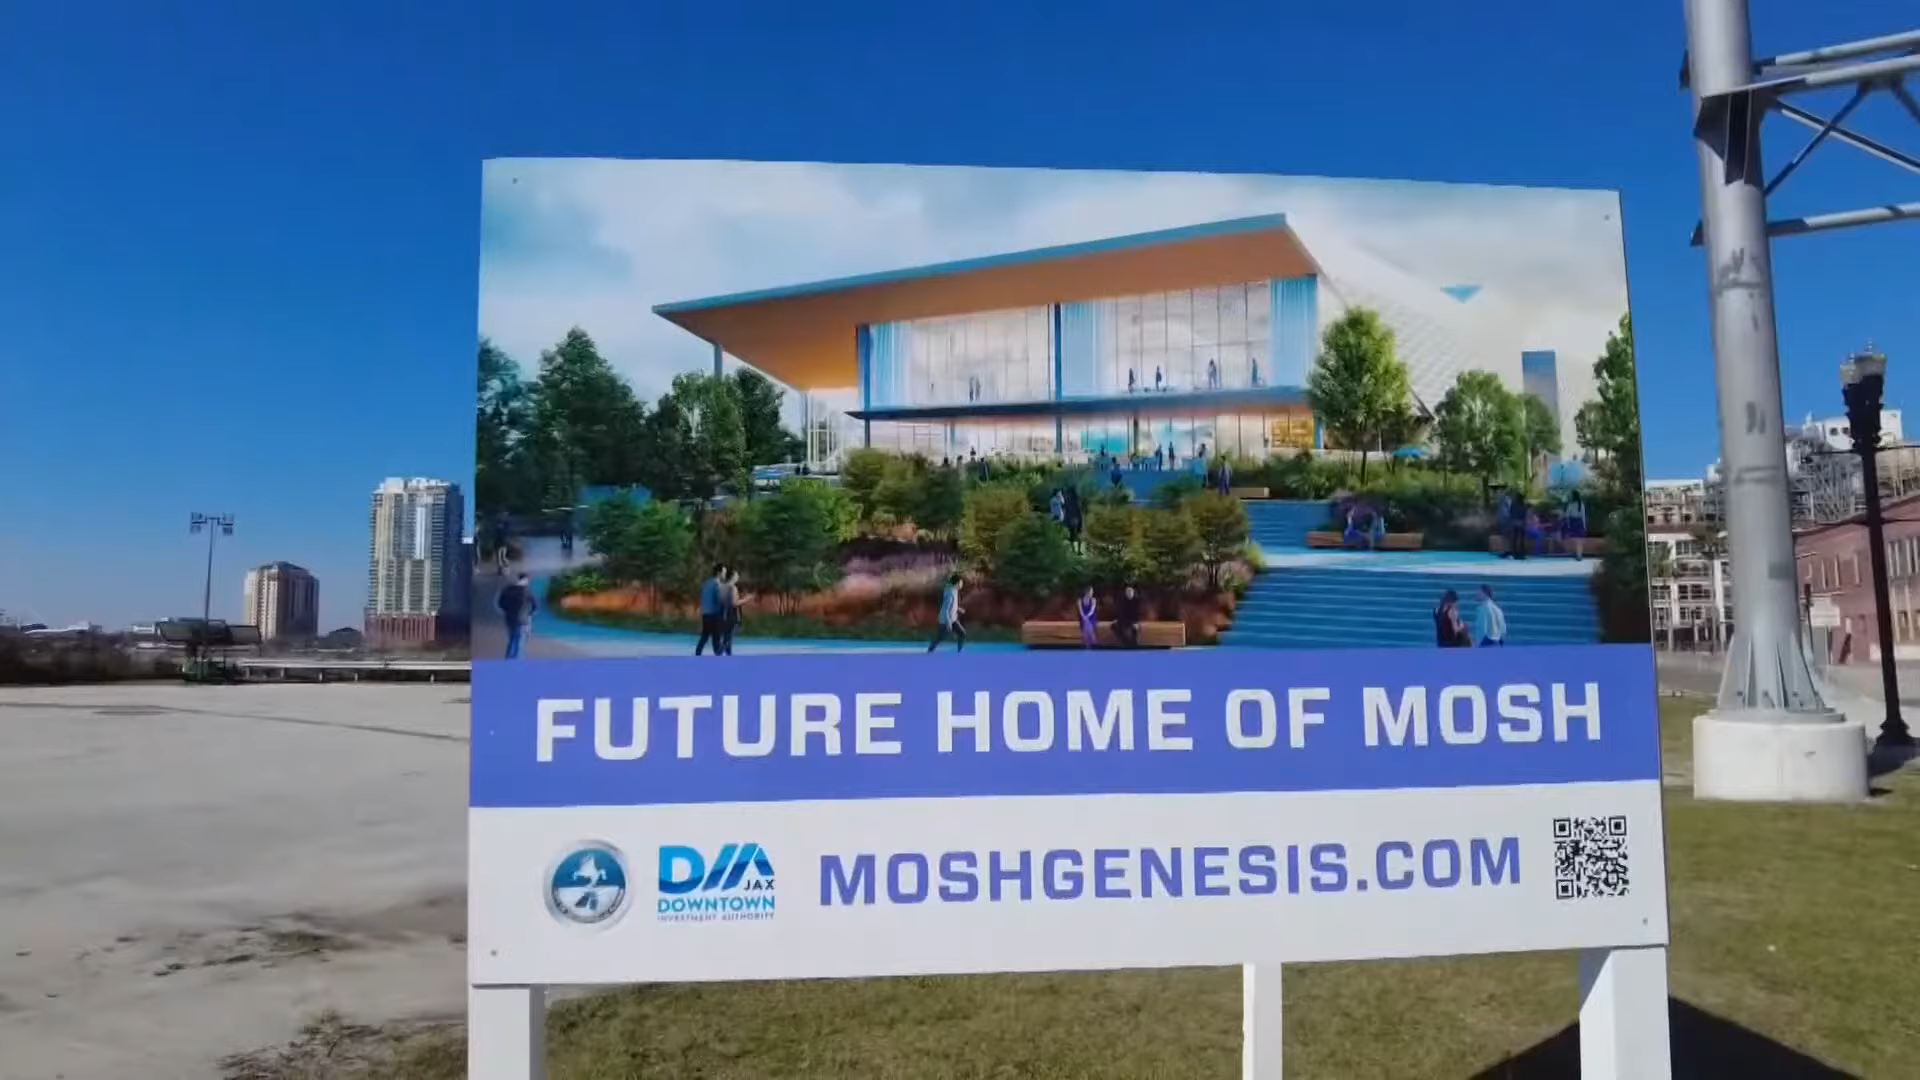 FUTURE HOME OF MOSH
DIA
JAX
DOWNTOWN
INVESTMENT AUTHORITY
MOSHGENESIS.COM